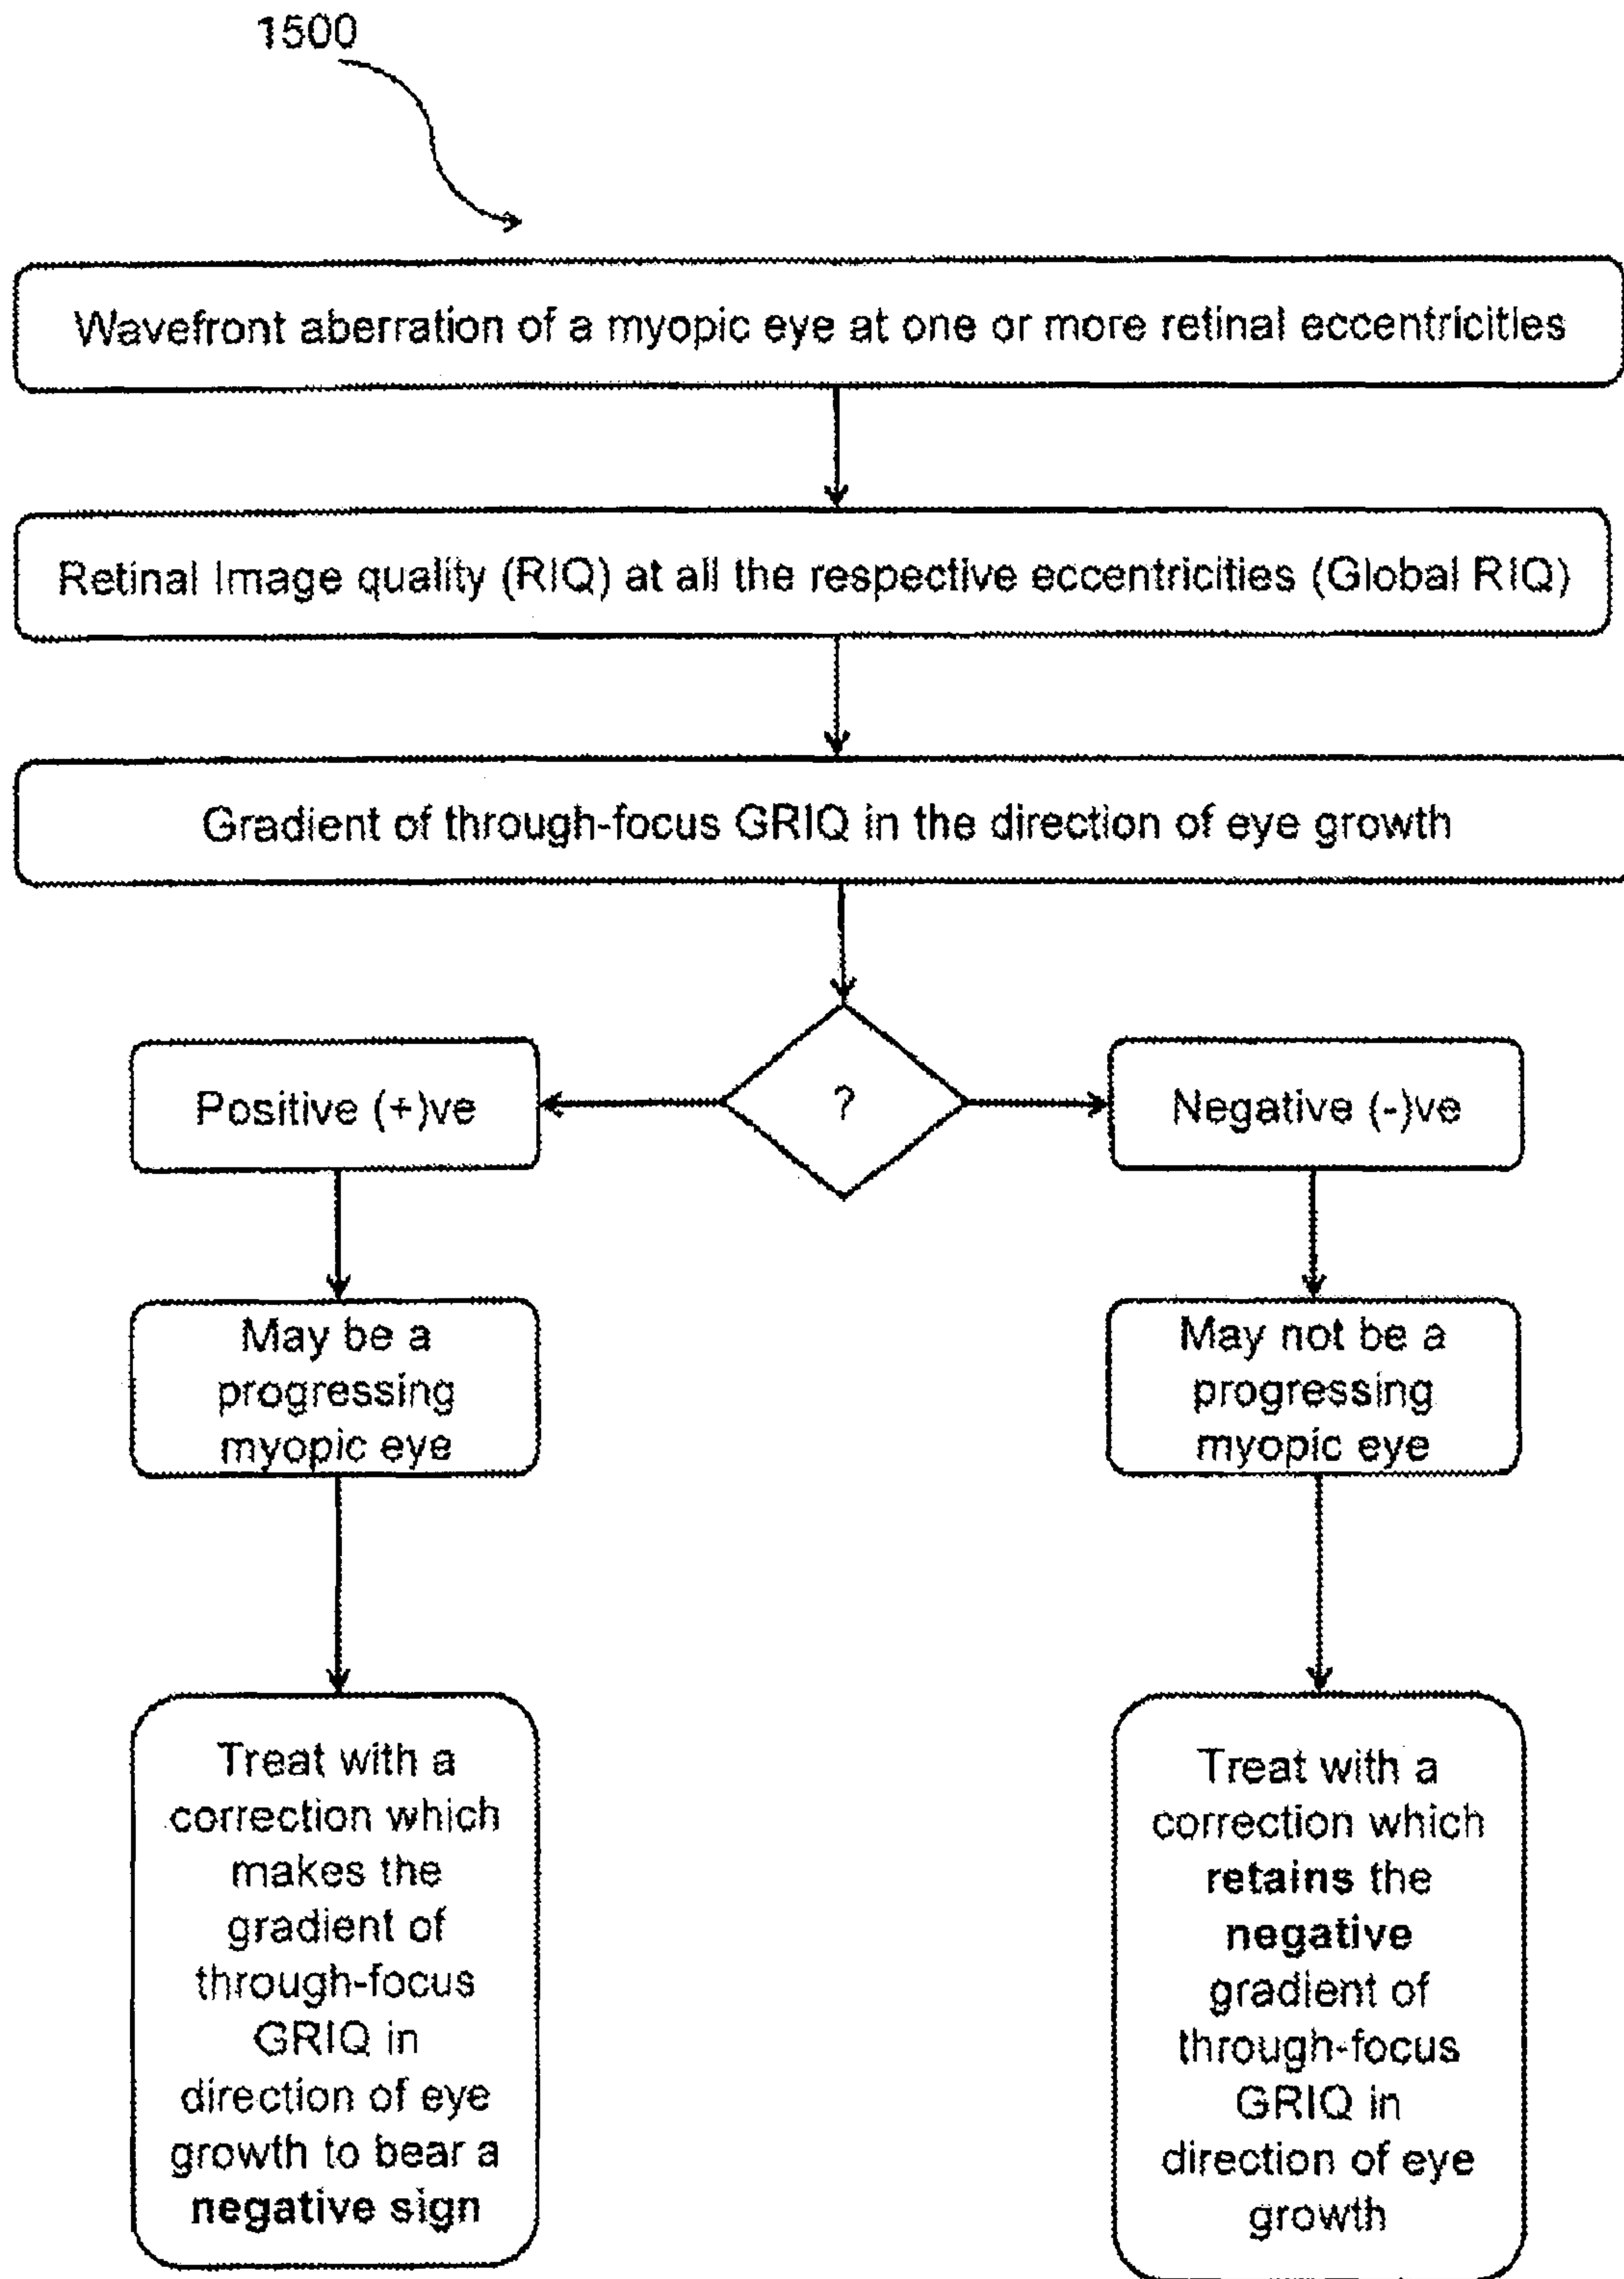 1500
Wavefront aberration of a myopic eye at one or more retinal eccentricities
Retinal Image quality (RIQ) at all the respective eccentricities (Global RIQ)
Gradient of through-focus GRIQ in the direction of eye growth
Positive (+)ve
?
Negative (-)ve
May be a
progressing
myopic eye
May not be a
progressing
myopic eye
Treat with a
correction which
makes the
gradient of
through-focus
GRIQ in
direction of eye
growth to bear a
negative sign
Treat with a
correction which
retains the
negative
gradient of
through-focus
GRIQ in
direction of eye
growth